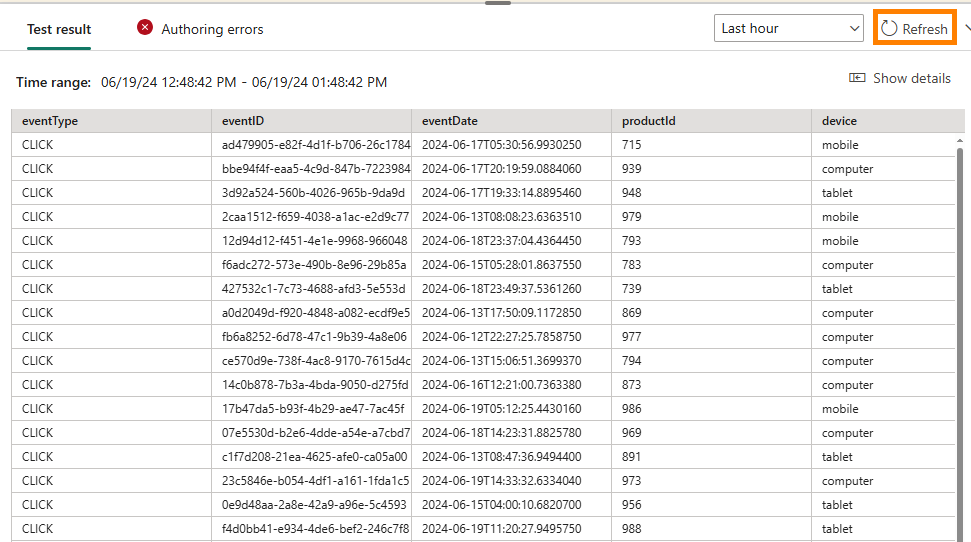 Test result Authoring errors Last hour Refresh
Time range: 06/19/24 12:48:42 PM - 06/19/24 01:48:42 PM Show details
eventType eventID eventDate productId device
CLICK ad479905-e82f-4d1f-b706-26c1784 2024-06-17T05:30:56.9930250 715 mobile
CLICK bbe94f4f-eaa5-4c9d-847b-7223984 2024-06-17T20:19:59.0884060 939 computer
CLICK 3d92a524-560b-4026-965b-9da9d 2024-06-17T19:33:14.8895460 948 tablet
CLICK 2caa1512-f659-4038-a1ac-e2d9c77 2024-06-13T08:08:23.6363510 979 mobile
CLICK 12d94d12-f451-4e1e-9968-966048 2024-06-18T23:37:04.4364450 793 mobile
CLICK f6adc272-573e-490b-8e96-29b85a 2024-06-15T05:28:01.8637550 783 computer
CLICK 427532c1-7c73-4688-afd3-5e553d 2024-06-18T23:49:37.5361260 739 tablet
CLICK a0d2049d-f920-4848-a082-ecdf9e5 2024-06-13T17:50:09.1172850 869 computer
CLICK fb6a8252-6d78-47c1-9b39-4a8e06 2024-06-12T22:27:25.7858750 977 computer
CLICK ce570d9e-738f-4ac8-9170-7615d4c 2024-06-13T15:06:51.3699370 794 computer
CLICK 14c0b878-7b3a-4bda-9050-d275fd 2024-06-16T12:21:00.7363380 873 computer
CLICK 17b47da5-b93f-4b29-ae47-7ac45f 2024-06-19T05:12:25.4430160 986 mobile
CLICK 07e5530d-b2e6-4dde-a54e-a7cbd7 2024-06-18T14:23:31.8825780 969 computer
CLICK c1f7d208-21ea-4625-afe0-ca05a00 2024-06-13T08:47:36.9494400 891 tablet
CLICK 23c5846e-b054-4df1-a161-1fda1c5 2024-06-19T14:33:32.6334040 973 computer
CLICK 0e9d48aa-2a8e-42a9-a96e-5c4593 2024-06-15T04:00:10.6820700 956 tablet
CLICK f4d0bb41-e934-4de6-bef2-246c7f8 2024-06-19T11:20:27.9495750 988 tablet